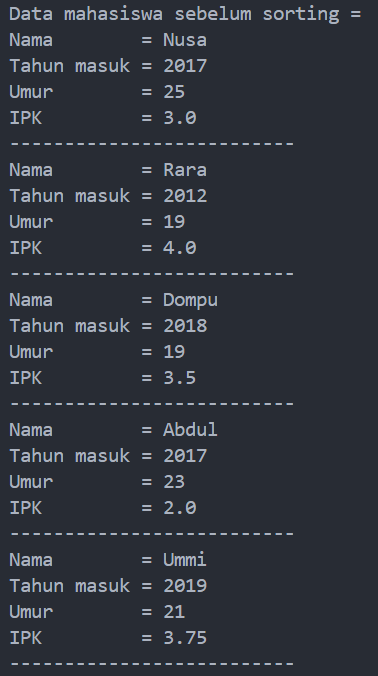 Data mahasiswa sebelum sorting =
Nama        = Nusa
Tahun masuk = 2017
Umur        = 25
IPK         = 3.0
--------------------------
Nama        = Rara
Tahun masuk = 2012
Umur        = 19
IPK         = 4.0
--------------------------
Nama        = Dompu
Tahun masuk = 2018
Umur        = 19
IPK         = 3.5
--------------------------
Nama        = Abdul
Tahun masuk = 2017
Umur        = 23
IPK         = 2.0
--------------------------
Nama        = Ummi
Tahun masuk = 2019
Umur        = 21
IPK         = 3.75
--------------------------